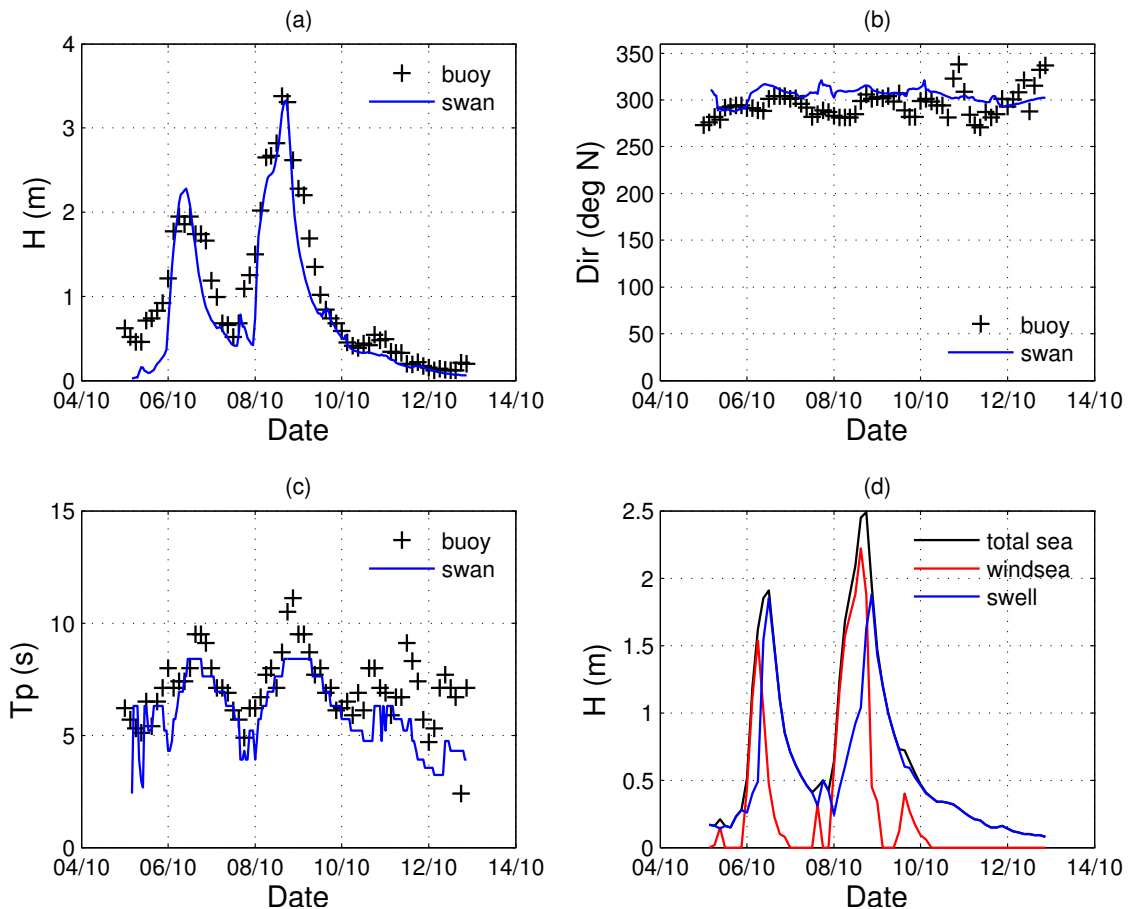 (a)
4
3
2
1
0
H (m)
buoy
swan
04/10 06/10 08/10 10/10 12/10 14/10
Date
(b)
350
300
250
200
150
100
50
0
Dir (deg N)
buoy
swan
04/10 06/10 08/10 10/10 12/10 14/10
Date
(c)
15
10
5
0
Tp (s)
buoy
swan
04/10 06/10 08/10 10/10 12/10 14/10
Date
(d)
2.5
2
1.5
1
0.5
0
H (m)
total sea
windsea
swell
04/10 06/10 08/10 10/10 12/10 14/10
Date